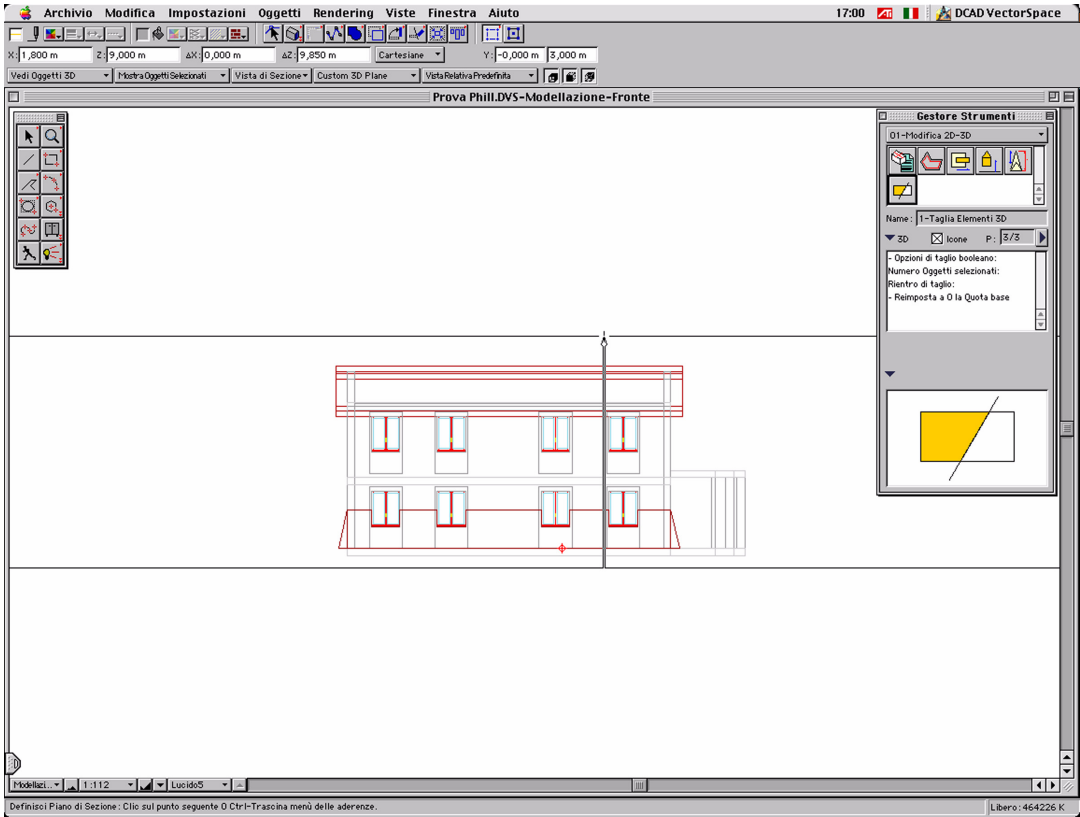 Archivio Modifica Impostazioni Oggetti Rendering Viste Finestra Aiuto 17:00 DCAD VectorSpace
X: 1,800 m Z: 9,000 m ΔX: 0,000 m ΔZ: 9,850 m Cartesiane Y: -0,000 m 3,000 m
Vedi Oggetti 3D Mostra Oggetti Selezionati Vista di Sezione Custom 3D Plane Vista Relativa Predefinita
Prova Phill.DVS-Modellazione-Fronte
Gestore Strumenti
01-Modifica 2D-3D
Name: 1-Taglia Elementi 3D
3D Icone P: 3/3
- Opzioni di taglio booleano:
Numero Oggetti selezionati:
Rientro di taglio:
- Reimposta a 0 la Quota base
Modellazi... 1:112 Lucido5
Definisci Piano di Sezione: Clic sul punto seguente O Ctrl-Trascina menù delle aderenze.
Libero: 464226 K